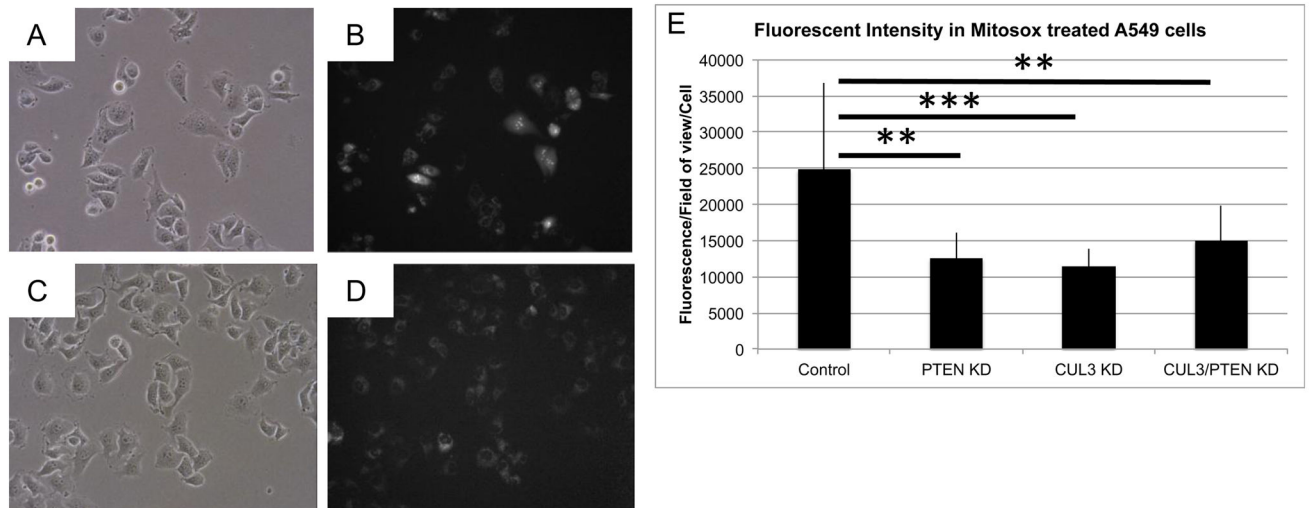 A
B
C
D
E
Fluorescent Intensity in Mitosox treated A549 cells
Fluorescence/Field of view/Cell
40000
35000
30000
25000
20000
15000
10000
5000
0
**
***
**
Control PTEN KD CUL3 KD CUL3/PTEN KD